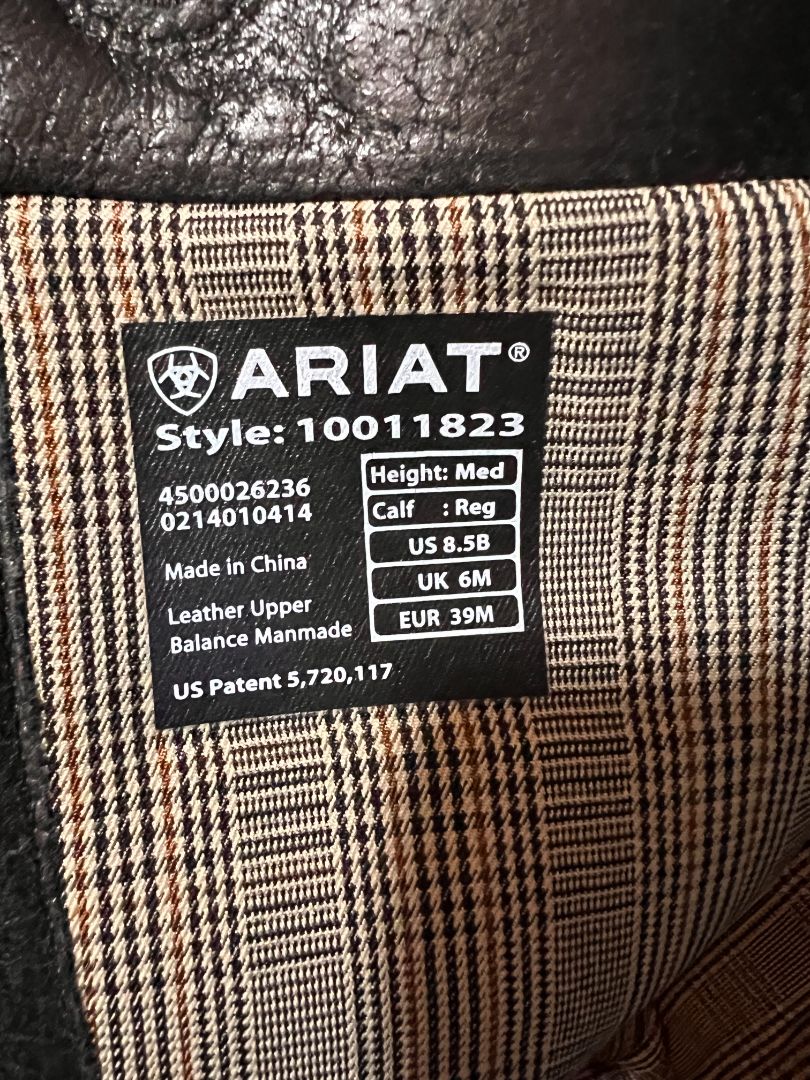 ARIAT®
Style: 10011823
4500026236
0214010414
Height: Med
Calf : Reg
US 8.5B
UK 6M
EUR 39M
Made in China
Leather Upper
Balance Manmade
US Patent 5,720,117